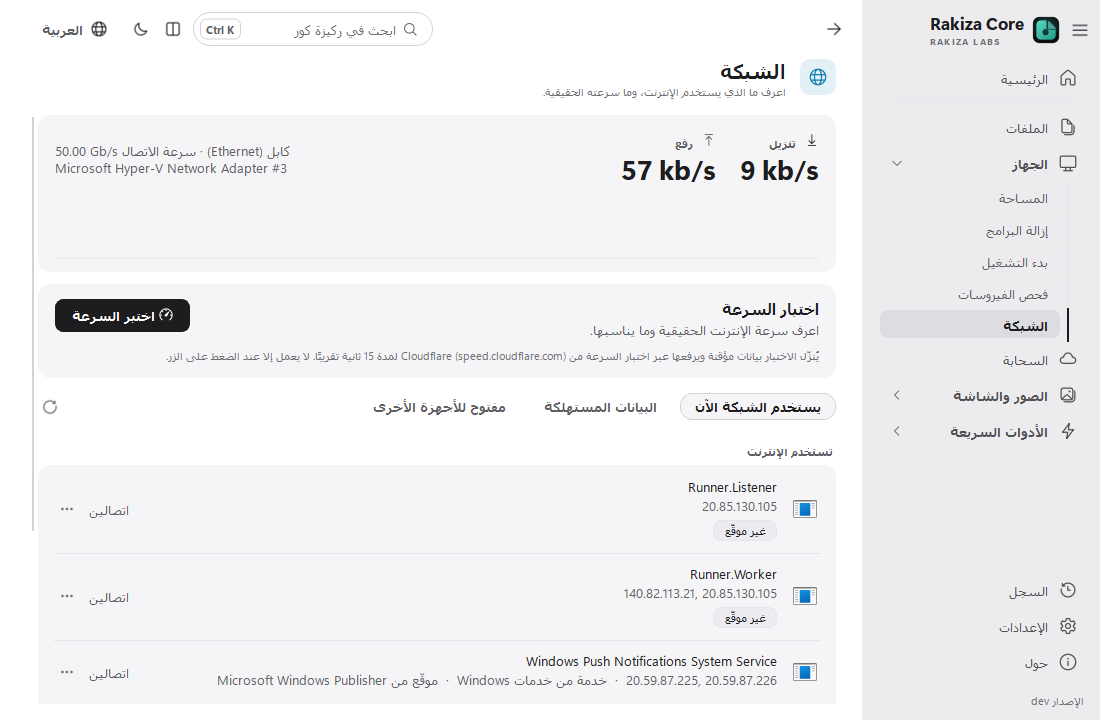 Rakiza Core
RAKIZA LABS
الرئيسية
الملفات
الجهاز
المساحة
إزالة البرامج
بدء التشغيل
فحص الفيروسات
الشبكة
السحابة
الصور والشاشة
الأدوات السريعة
السجل
الإعدادات
حول
الإصدار dev
ابحث في ركيزة كور
Ctrl K
العربية
الشبكة
اعرف ما الذي يستخدم الإنترنت، وما سرعته الحقيقية.
تنزيل
9 kb/s
رفع
57 kb/s
كابل (Ethernet) · سرعة الاتصال 50.00 Gb/s
Microsoft Hyper-V Network Adapter #3
اختبار السرعة
اعرف سرعة الإنترنت الحقيقية وما يناسبها.
يُنزّل الاختبار بيانات مؤقتة ويرفعها عبر اختبار السرعة من Cloudflare (speed.cloudflare.com) لمدة 15 ثانية تقريبًا. لا يعمل إلا عند الضغط على الزر.
اختبر السرعة
يستخدم الشبكة الآن
البيانات المستهلكة
مفتوح للأجهزة الأخرى
تستخدم الإنترنت
Runner.Listener
20.85.130.105
غير موقّع
اتصالين
Runner.Worker
140.82.113.21, 20.85.130.105
غير موقّع
اتصالين
Windows Push Notifications System Service
20.59.87.225, 20.59.87.226 · خدمة من خدمات Windows · موقّع من Microsoft Windows Publisher
اتصالين